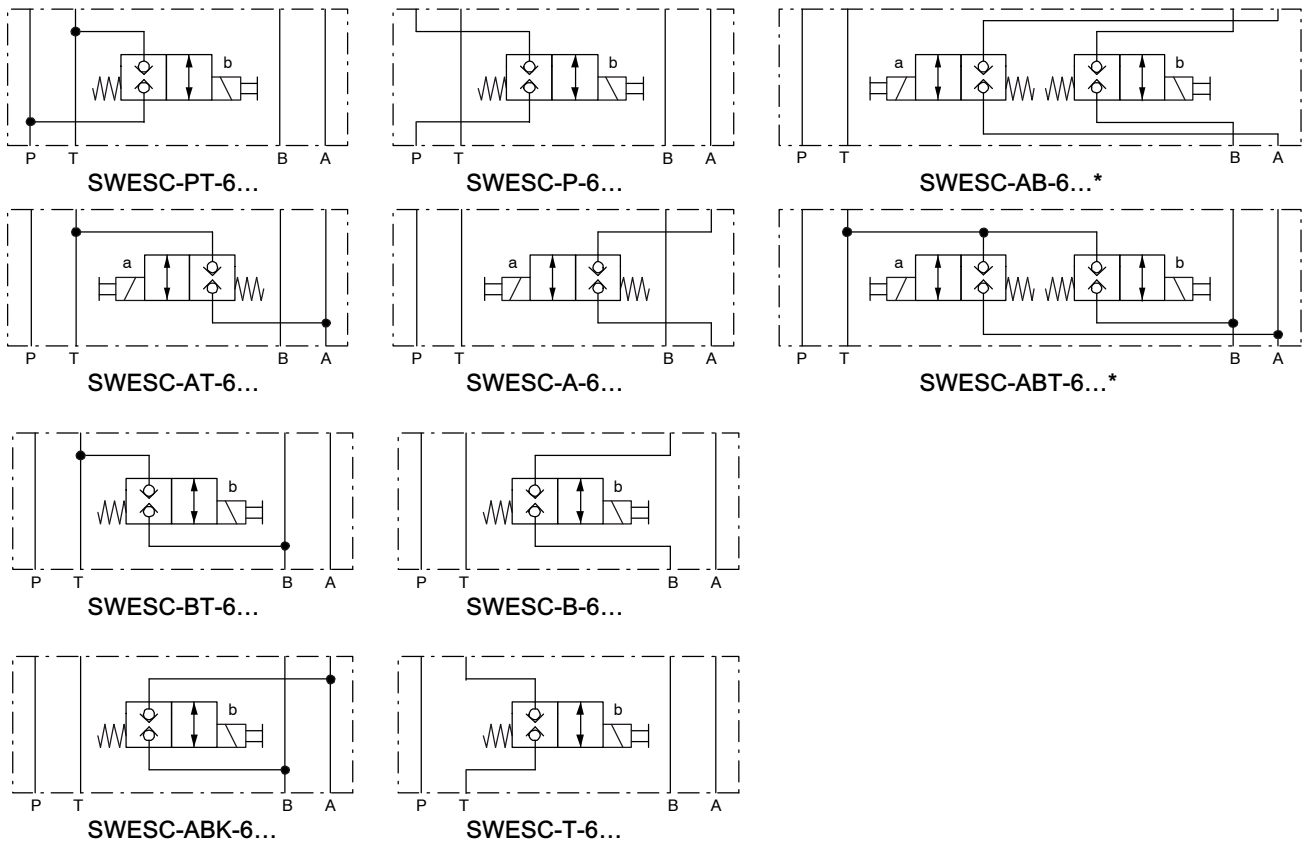 b
P T B A
SWESC-PT-6...
b
P T B A
SWESC-P-6...
a b
P T B A
SWESC-AB-6...*
a
P T B A
SWESC-AT-6...
a
P T B A
SWESC-A-6...
a b
P T B A
SWESC-ABT-6...*
b
P T B A
SWESC-BT-6...
b
P T B A
SWESC-B-6...
b
P T B A
SWESC-ABK-6...
b
P T B A
SWESC-T-6...